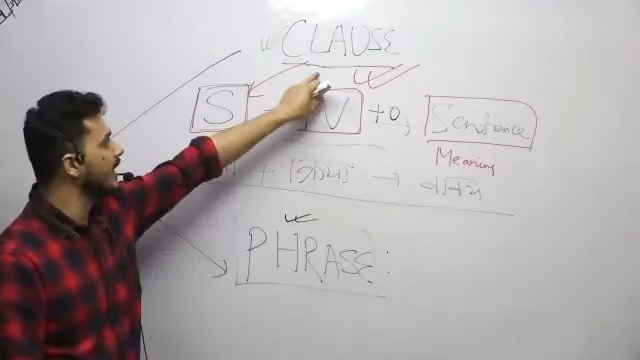 CLAUSE
S V + O → Sentence
Meaning
+ क्रिया → वाक्य
PHRASE: